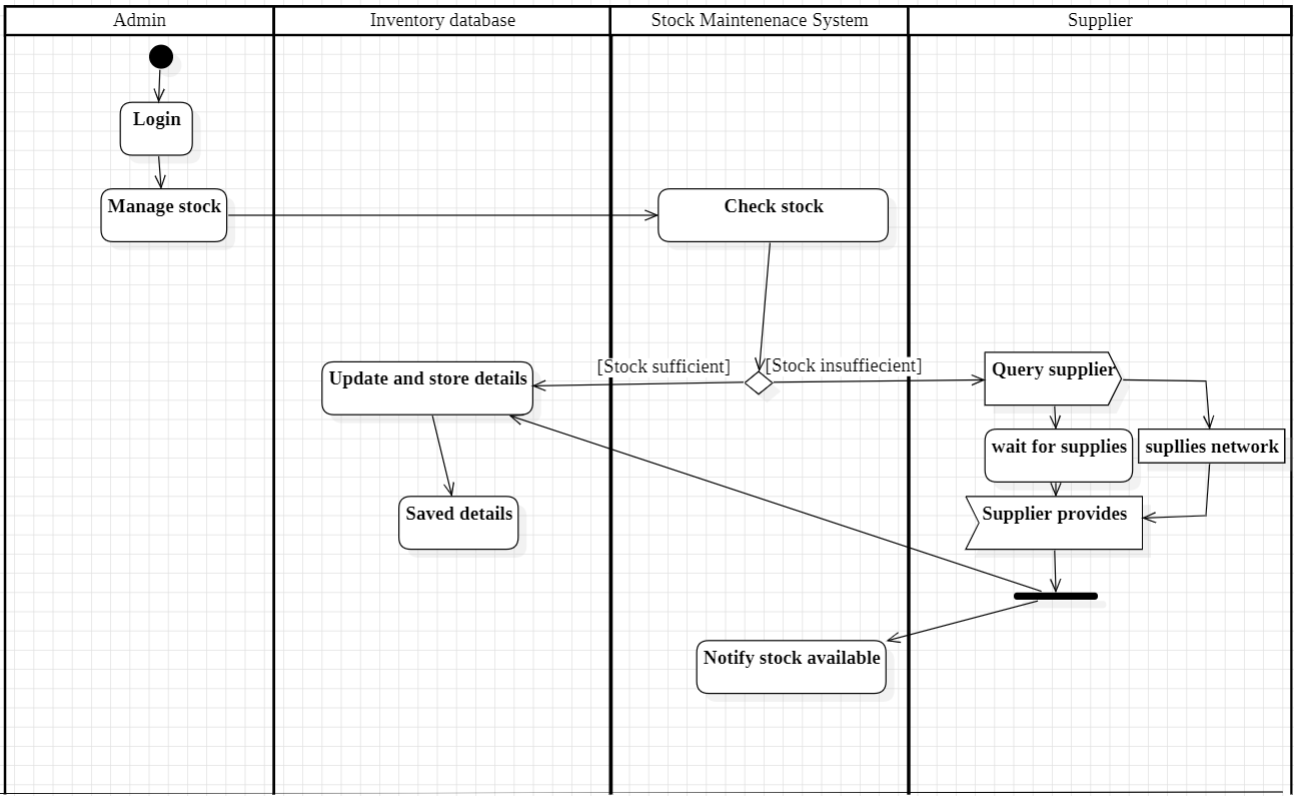 Admin
Inventory database
Stock Maintenenace System
Supplier
Login
Manage stock
Check stock
[Stock sufficient]
[Stock insuffiecient]
Update and store details
Query supplier
wait for supplies
supllies network
Saved details
Supplier provides
Notify stock available